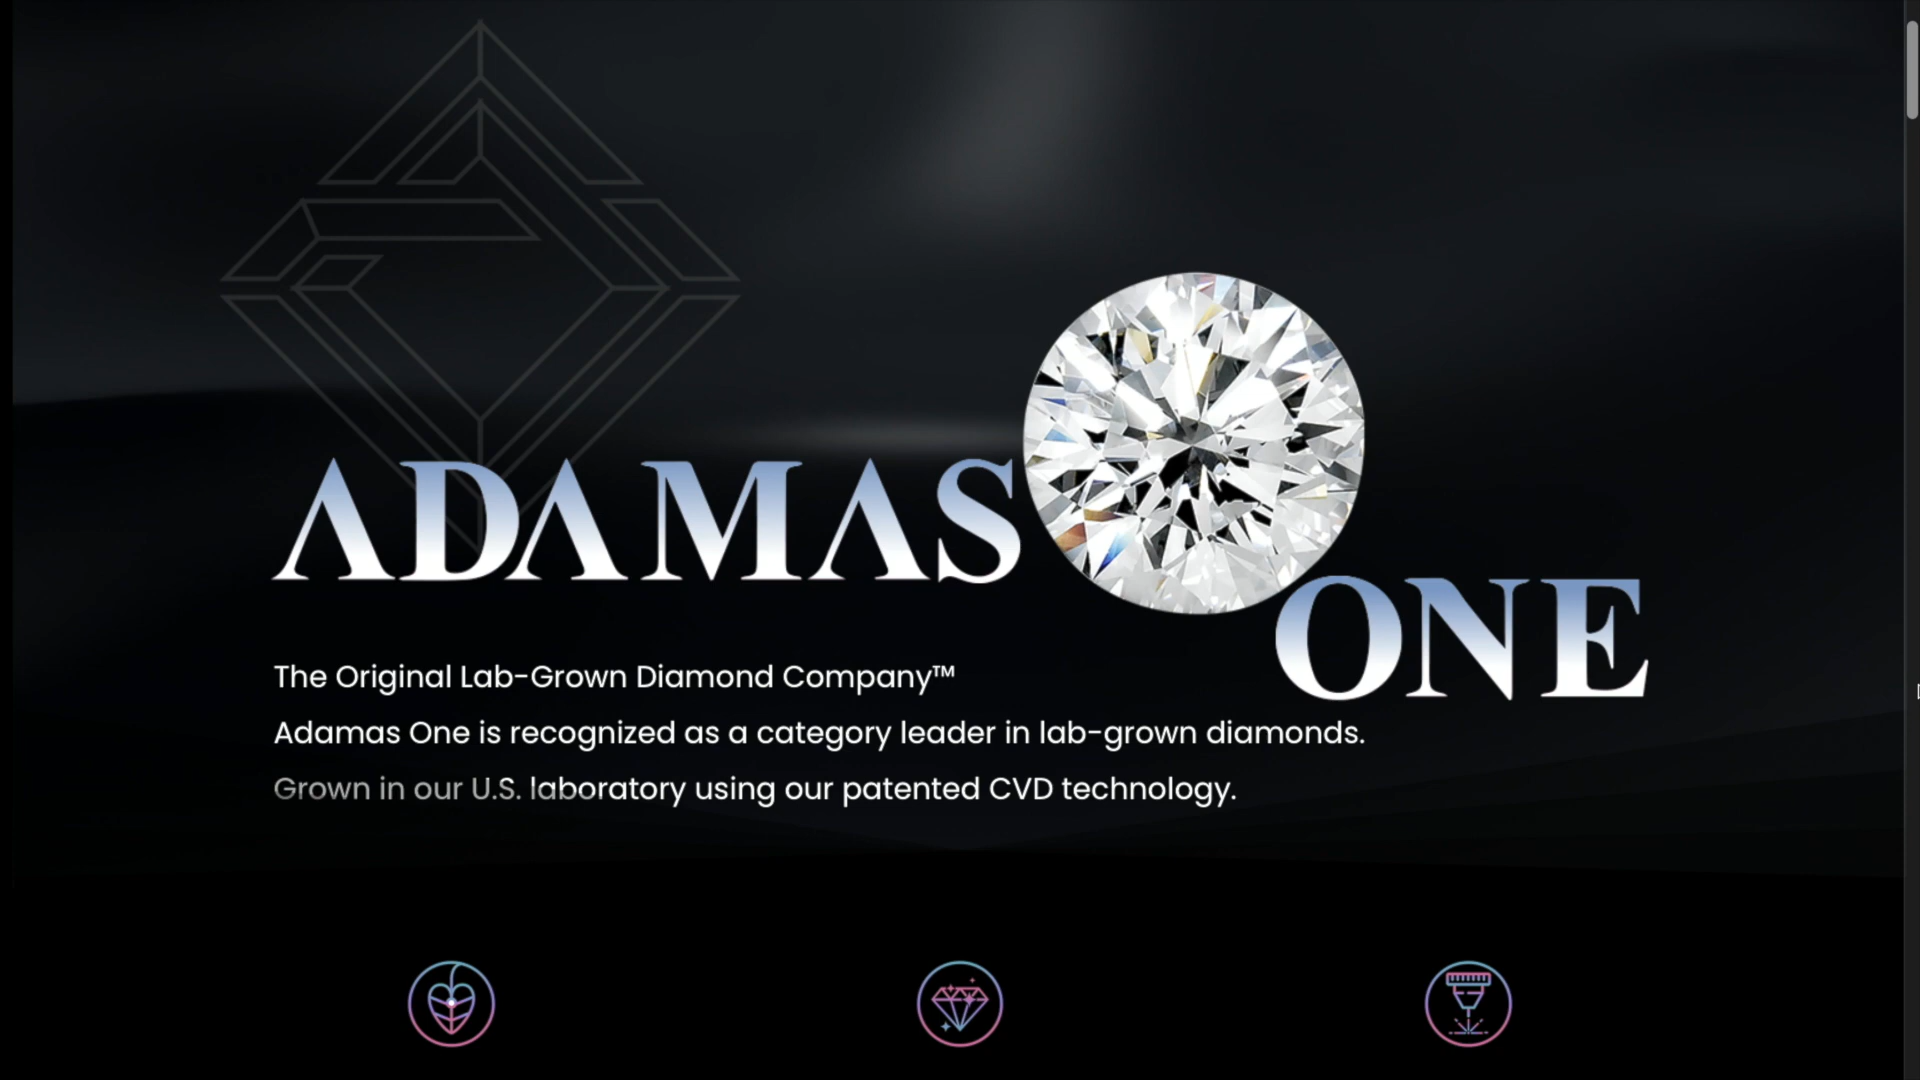 ADAMAS
ONE
The Original Lab-Grown Diamond Company™
Adamas One is recognized as a category leader in lab-grown diamonds.
Grown in our U.S. laboratory using our patented CVD technology.